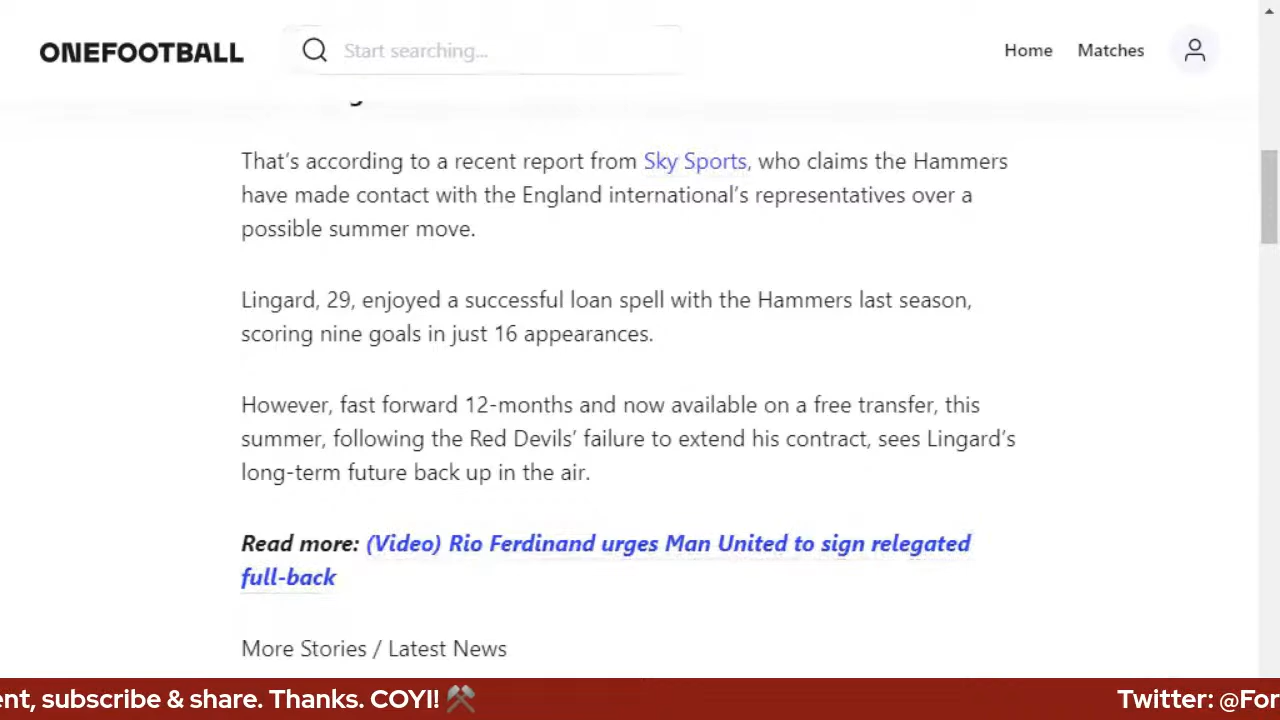 ONEFOOTBALL
Start searching...
Home
Matches
That’s according to a recent report from Sky Sports, who claims the Hammers
have made contact with the England international’s representatives over a
possible summer move.
Lingard, 29, enjoyed a successful loan spell with the Hammers last season,
scoring nine goals in just 16 appearances.
However, fast forward 12-months and now available on a free transfer, this
summer, following the Red Devils’ failure to extend his contract, sees Lingard’s
long-term future back up in the air.
Read more: (Video) Rio Ferdinand urges Man United to sign relegated
full-back
More Stories / Latest News
ent, subscribe & share. Thanks. COYI! ⚒
Twitter: @For